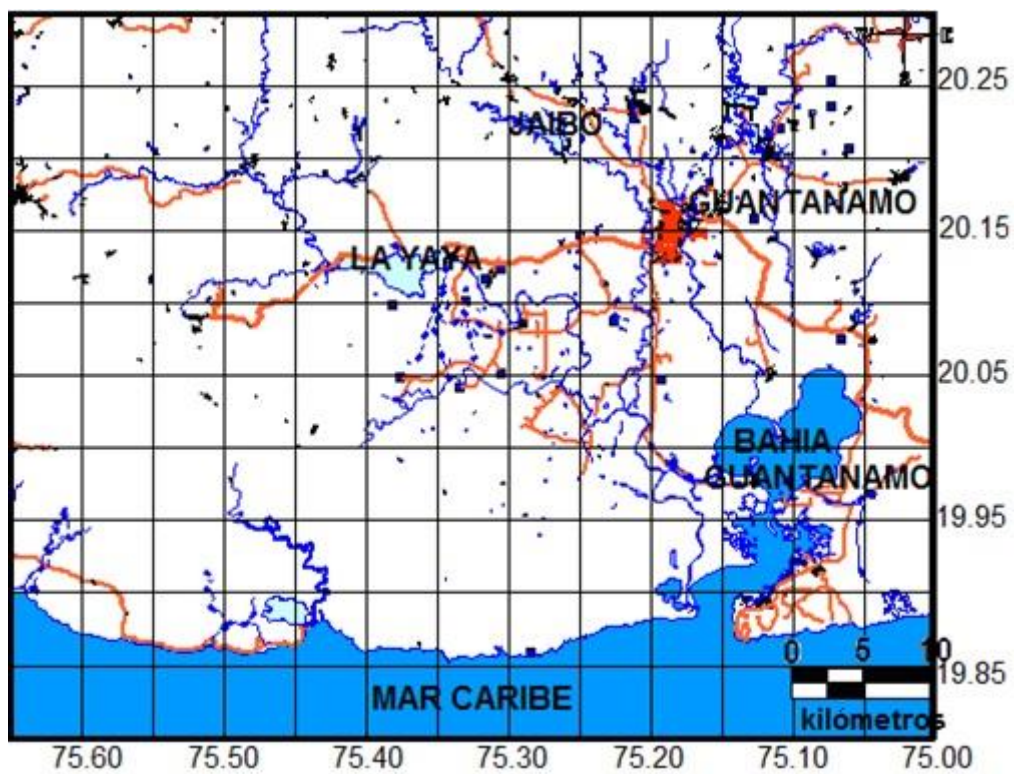 E
S
20.25
JAIBO
GUANTANAMO
20.15
LA YAYA
20.05
BAHIA
GUANTANAMO
19.95
0 5 10
19.85
MAR CARIBE
kilómetros
75.60 75.50 75.40 75.30 75.20 75.10 75.00